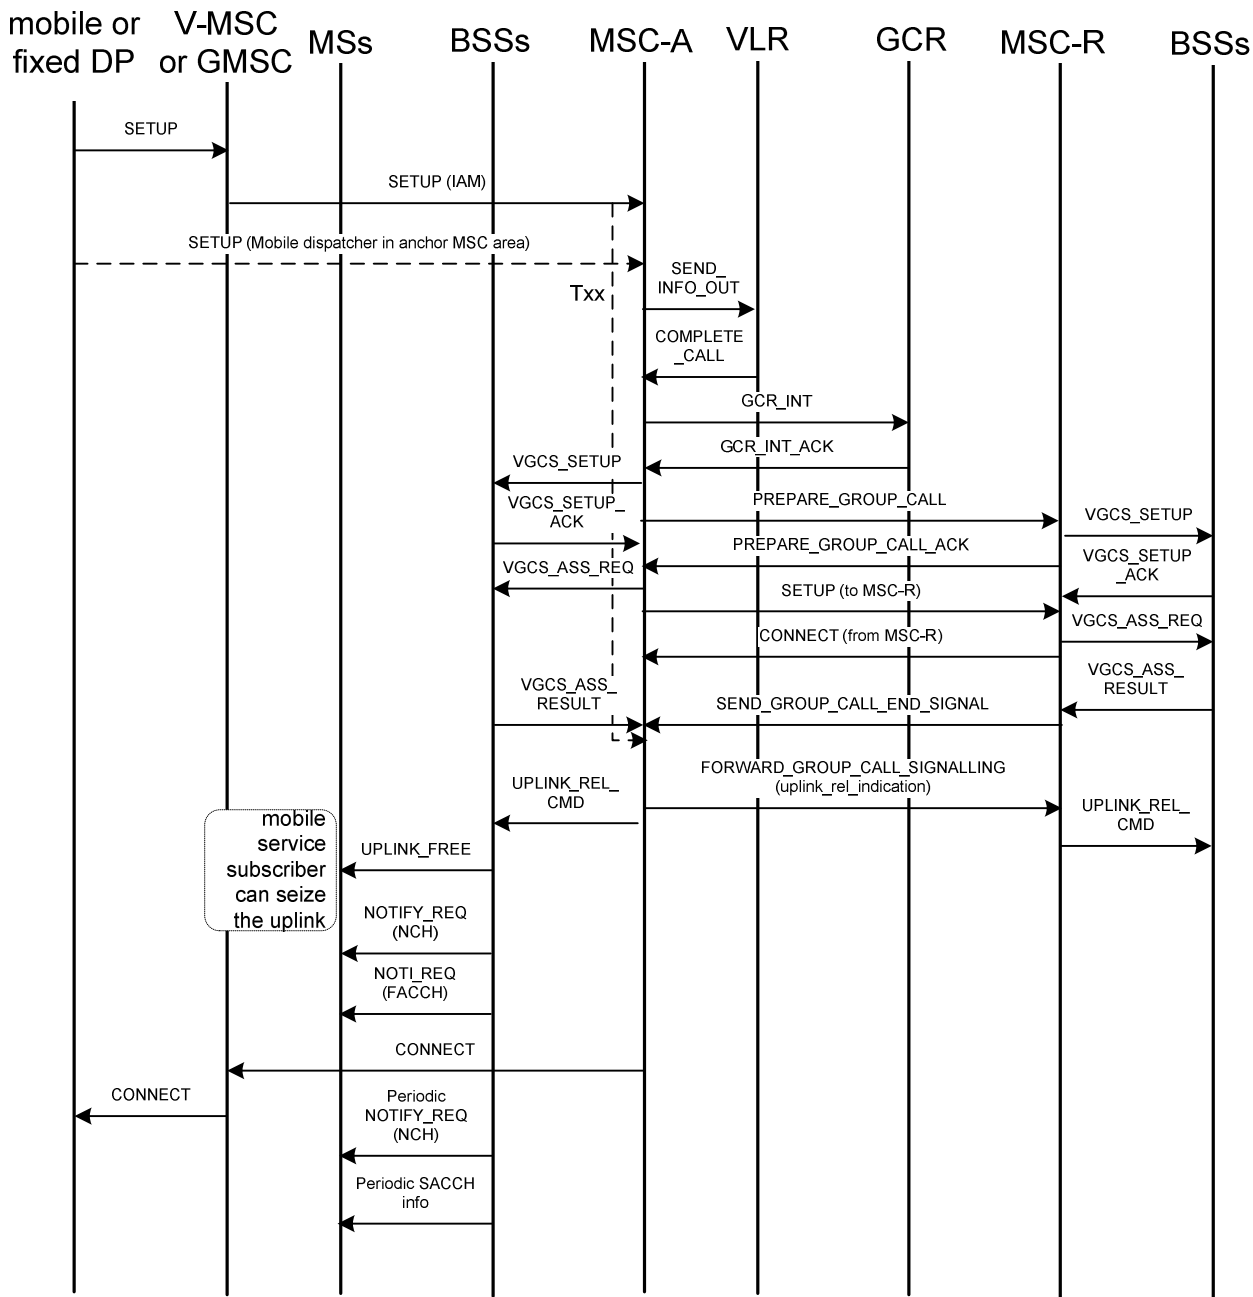 mobile or
fixed DP
V-MSC
or GMSC
MSs
BSSs
MSC-A
VLR
GCR
MSC-R
BSSs
SETUP
SETUP (IAM)
SETUP (Mobile dispatcher in anchor MSC area)
Txx
SEND_
INFO_OUT
COMPLETE
_CALL
GCR_INT
GCR_INT_ACK
VGCS_SETUP
PREPARE_GROUP_CALL
VGCS_SETUP
VGCS_SETUP_
ACK
PREPARE_GROUP_CALL_ACK
VGCS_SETUP
_ACK
VGCS_ASS_REQ
SETUP (to MSC-R)
VGCS_ASS_REQ
CONNECT (from MSC-R)
VGCS_ASS_
RESULT
VGCS_ASS_
RESULT
SEND_GROUP_CALL_END_SIGNAL
FORWARD_GROUP_CALL_SIGNALLING
(uplink_rel_indication)
UPLINK_REL_
CMD
UPLINK_REL_
CMD
mobile
service
subscriber
can seize
the uplink
UPLINK_FREE
NOTIFY_REQ
(NCH)
NOTI_REQ
(FACCH)
CONNECT
CONNECT
Periodic
NOTIFY_REQ
(NCH)
Periodic SACCH
info